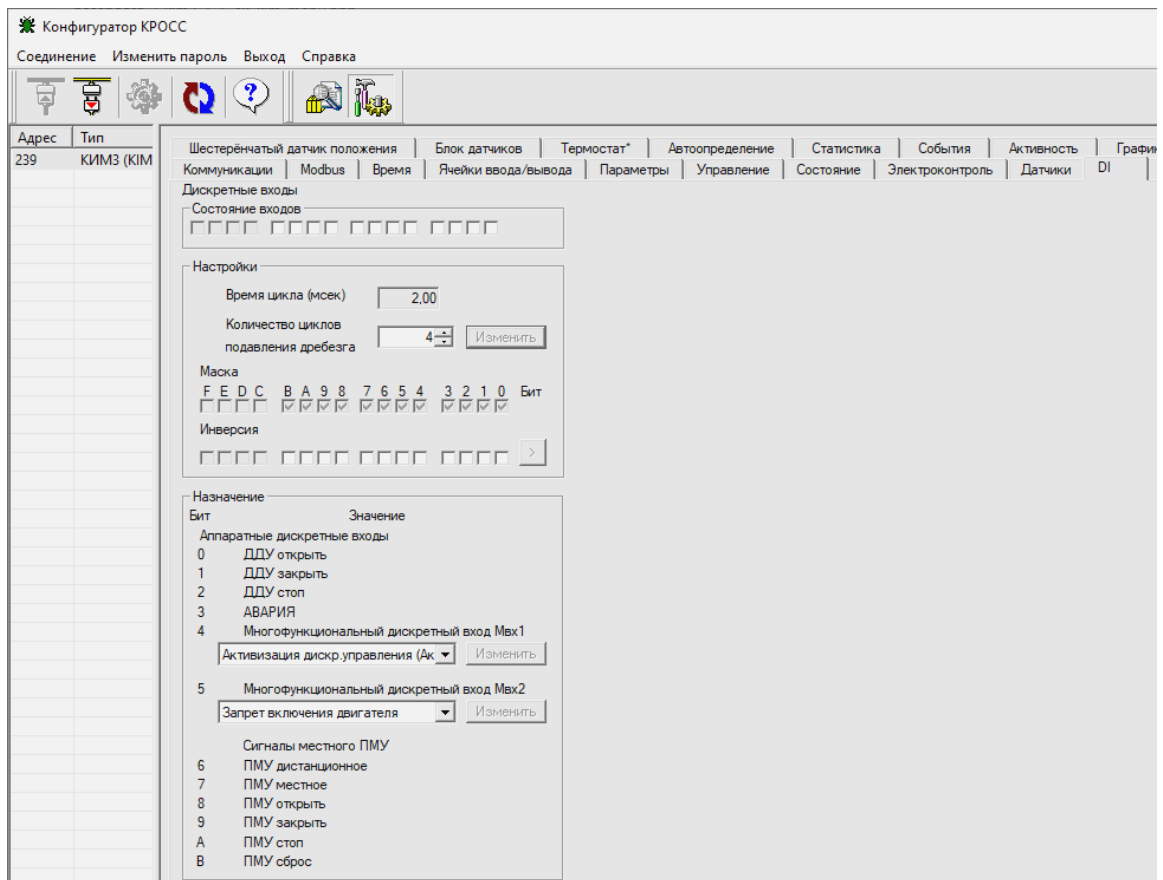 Конфигуратор КРОСС
Соединение Изменить пароль Выход Справка
Адрес Тип
239 КИМ3 (KIM
Шестерёнчатый датчик положения Блок датчиков Термостат* Автоопределение Статистика События Активность График
Коммуникации Modbus Время Ячейки ввода/вывода Параметры Управление Состояние Электроконтроль Датчики DI
Дискретные входы
Состояние входов
Настройки
Время цикла (мсек) 2,00
Количество циклов
подавления дребезга 4 Изменить
Маска
F E D C B A 9 8 7 6 5 4 3 2 1 0 Бит
Инверсия
>
Назначение
Бит Значение
Аппаратные дискретные входы
0 ДДУ открыть
1 ДДУ закрыть
2 ДДУ стоп
3 АВАРИЯ
4 Многофункциональный дискретный вход Мвх1
Активизация дискр.управления (Ак Изменить
5 Многофункциональный дискретный вход Мвх2
Запрет включения двигателя Изменить
Сигналы местного ПМУ
6 ПМУ дистанционное
7 ПМУ местное
8 ПМУ открыть
9 ПМУ закрыть
A ПМУ стоп
B ПМУ сброс